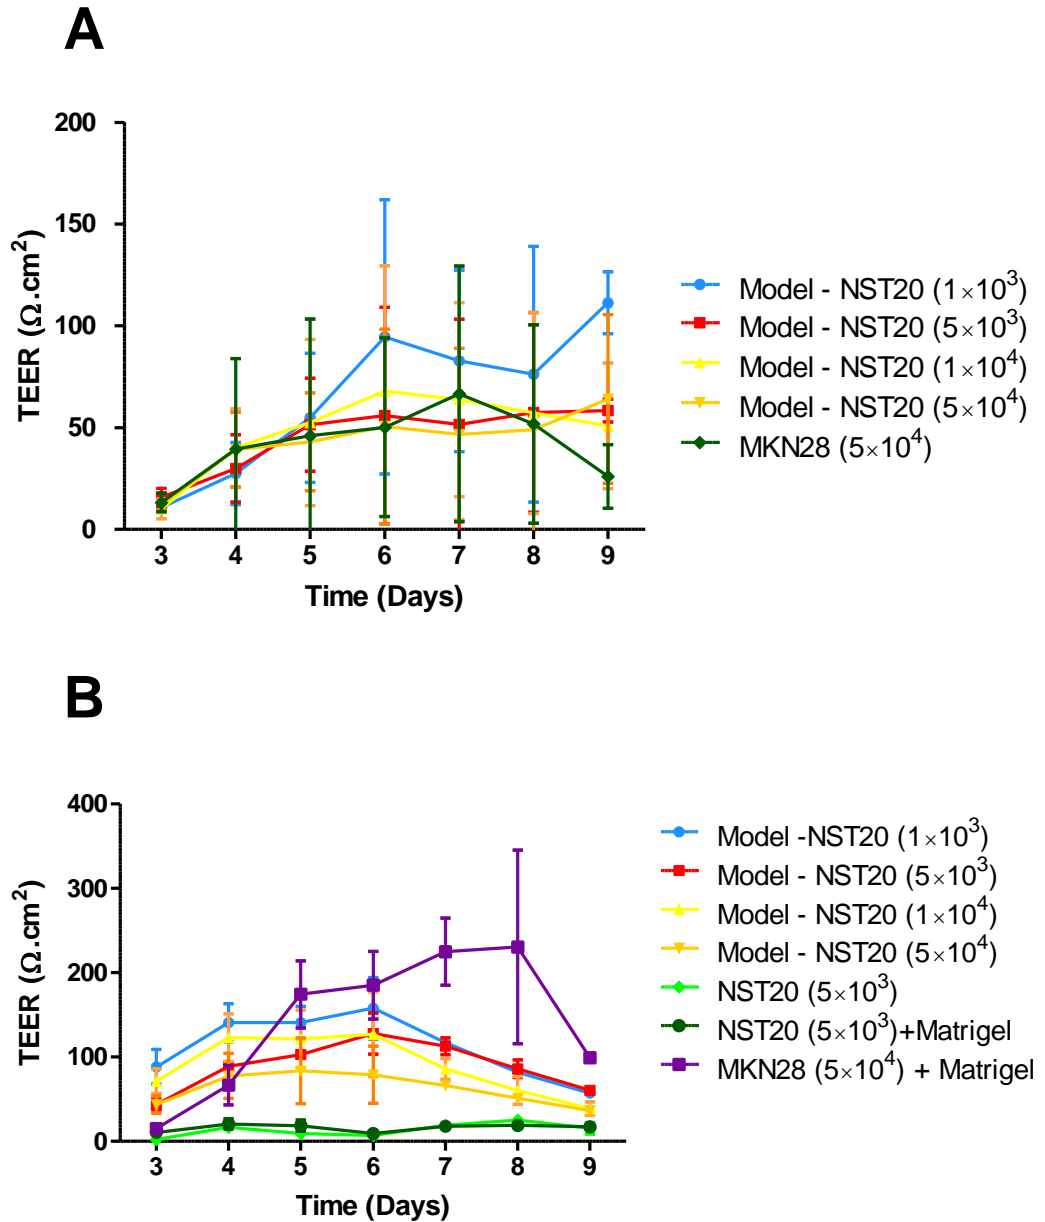 A
200
150
100
50
0
TEER (Ω.cm²)
3 4 5 6 7 8 9
Time (Days)
Model - NST20 (1×10³)
Model - NST20 (5×10³)
Model - NST20 (1×10⁴)
Model - NST20 (5×10⁴)
MKN28 (5×10⁴)
B
400
300
200
100
0
TEER (Ω.cm²)
3 4 5 6 7 8 9
Time (Days)
Model -NST20 (1×10³)
Model - NST20 (5×10³)
Model - NST20 (1×10⁴)
Model - NST20 (5×10⁴)
NST20 (5×10³)
NST20 (5×10³)+Matrigel
MKN28 (5×10⁴) + Matrigel